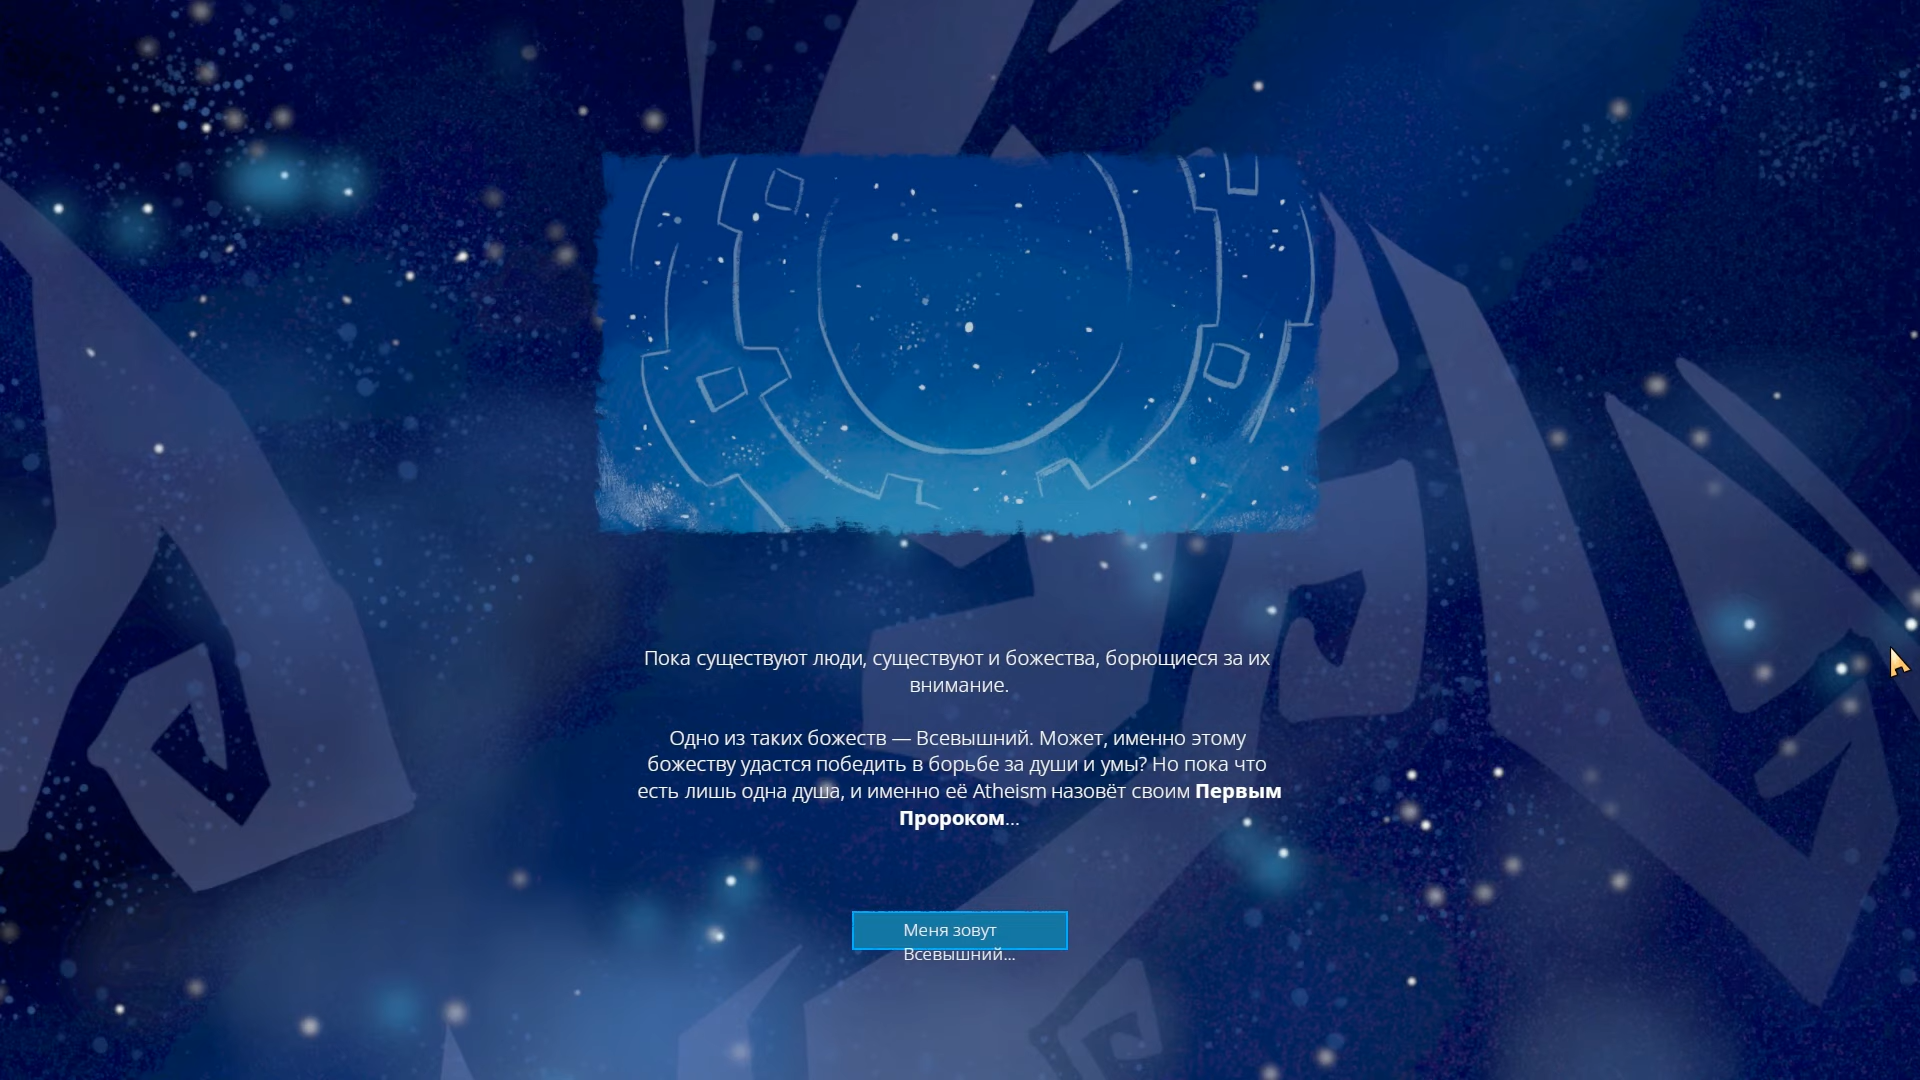 Пока существуют люди, существуют и божества, борющиеся за их
внимание.
Одно из таких божеств — Всевышний. Может, именно этому
божеству удастся победить в борьбе за души и умы? Но пока что
есть лишь одна душа, и именно её Atheism назовёт своим Первым
Пророком...
Меня зовут
Всевышний...